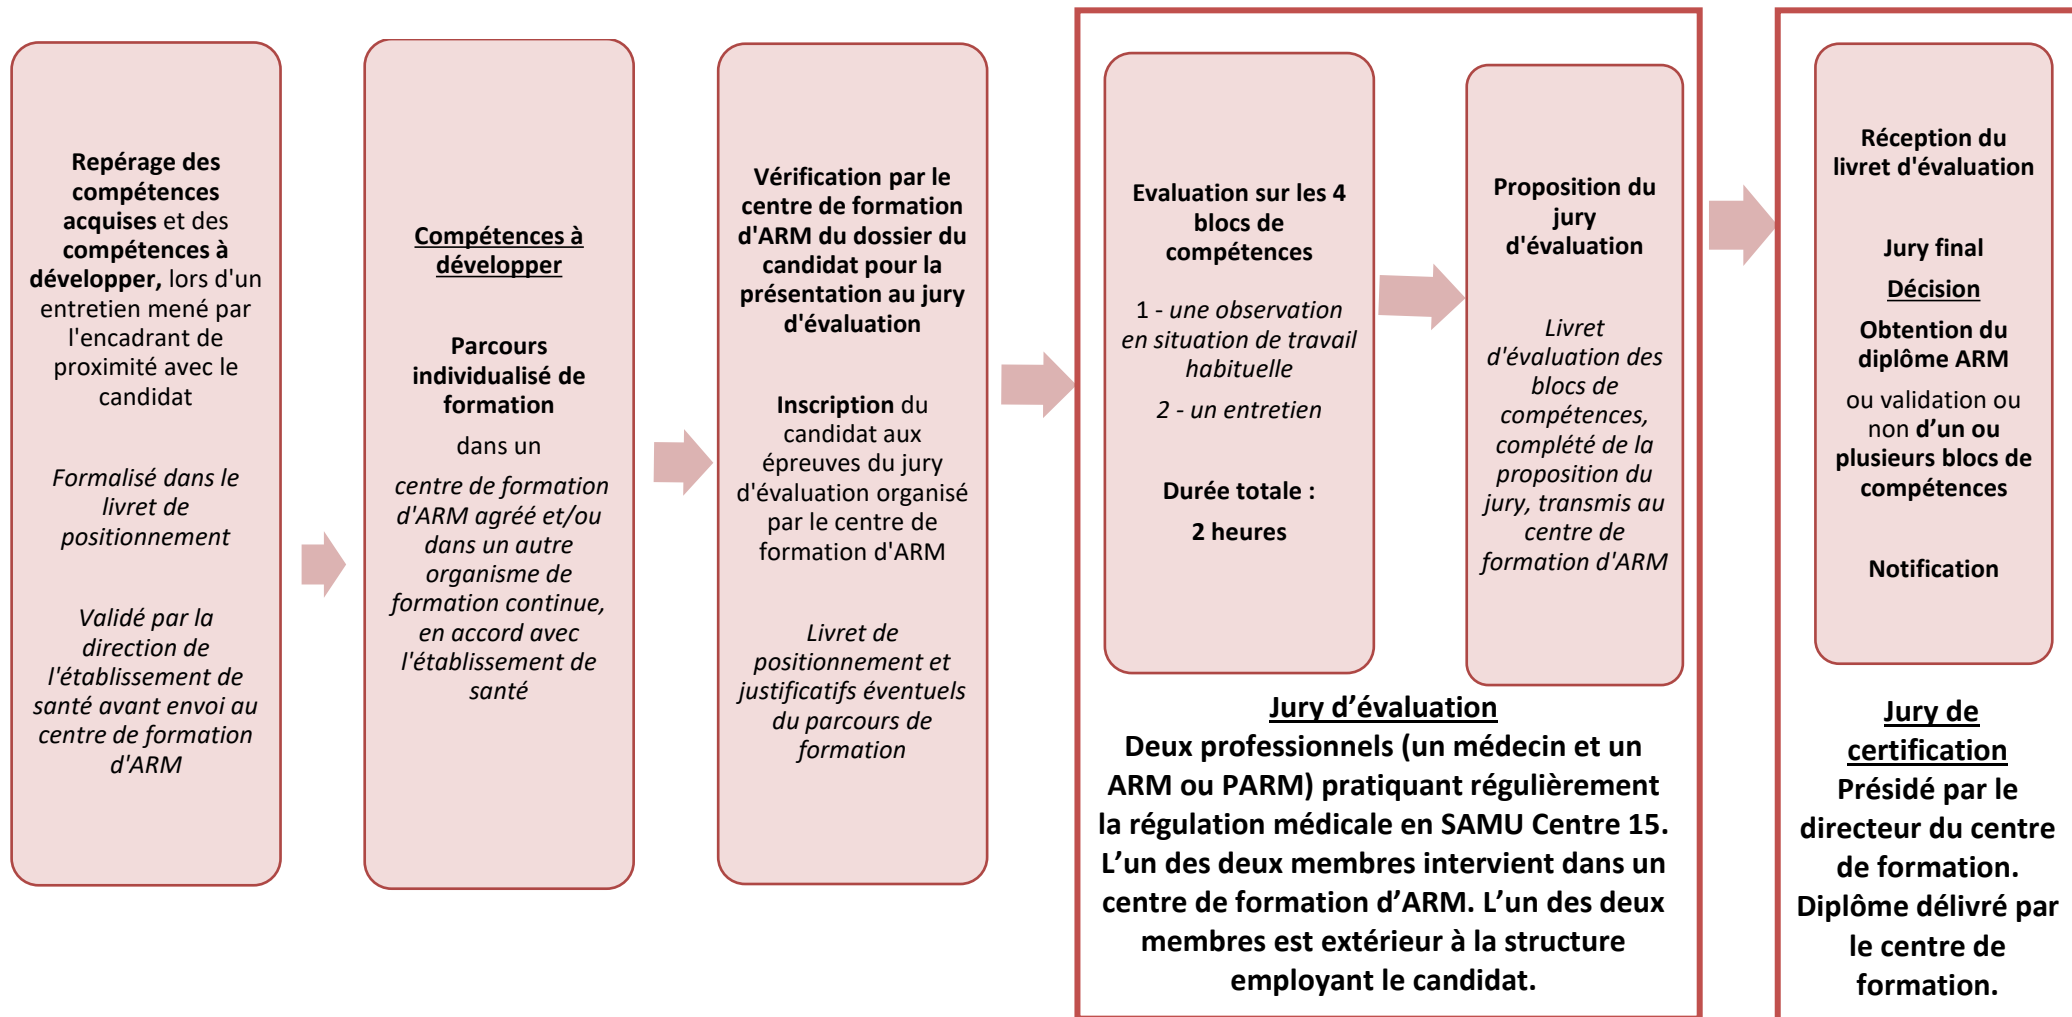 Repérage des
compétences
acquises et des
compétences à
développer, lors d'un
entretien mené par
l'encadrant de
proximité avec le
candidat
Formalisé dans le
livret de
positionnement
Validé par la
direction de
l'établissement de
santé avant envoi au
centre de formation
d'ARM
Compétences à
développer
Parcours
individualisé de
formation
dans un
centre de formation
d'ARM agréé et/ou
dans un autre
organisme de
formation continue,
en accord avec
l'établissement de
santé
Vérification par le
centre de formation
d'ARM du dossier du
candidat pour la
présentation au jury
d'évaluation
Inscription du
candidat aux
épreuves du jury
d'évaluation organisé
par le centre de
formation d'ARM
Livret de
positionnement et
justificatifs éventuels
du parcours de
formation
Evaluation sur les 4
blocs de
compétences
1 - une observation
en situation de travail
habituelle
2 - un entretien
Durée totale :
2 heures
Proposition du
jury
d'évaluation
Livret
d'évaluation des
blocs de
compétences,
complété de la
proposition du
jury, transmis au
centre de
formation d'ARM
Jury d’évaluation
Deux professionnels (un médecin et un
ARM ou PARM) pratiquant régulièrement
la régulation médicale en SAMU Centre 15.
L’un des deux membres intervient dans un
centre de formation d’ARM. L’un des deux
membres est extérieur à la structure
employant le candidat.
Réception du
livret d'évaluation
Jury final
Décision
Obtention du
diplôme ARM
ou validation ou
non d’un ou
plusieurs blocs de
compétences
Notification
Jury de
certification
Présidé par le
directeur du centre
de formation.
Diplôme délivré par
le centre de
formation.